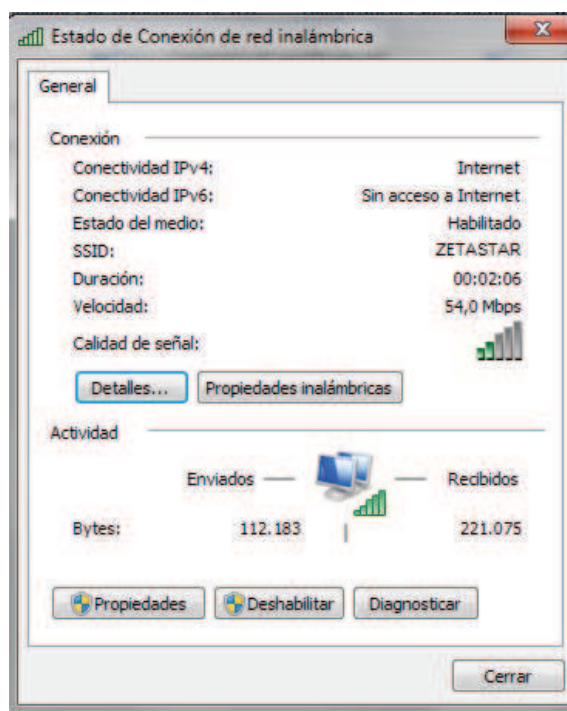 Estado de Conexión de red inalámbrica
General
Conexión
Conectividad IPv4: Internet
Conectividad IPv6: Sin acceso a Internet
Estado del medio: Habilitado
SSID: ZETASTAR
Duración: 00:02:06
Velocidad: 54,0 Mbps
Calidad de señal:
Detalles... Propiedades inalámbricas
Actividad
Enviados Recibidos
Bytes: 112.183 221.075
Propiedades Deshabilitar Diagnosticar
Cerrar